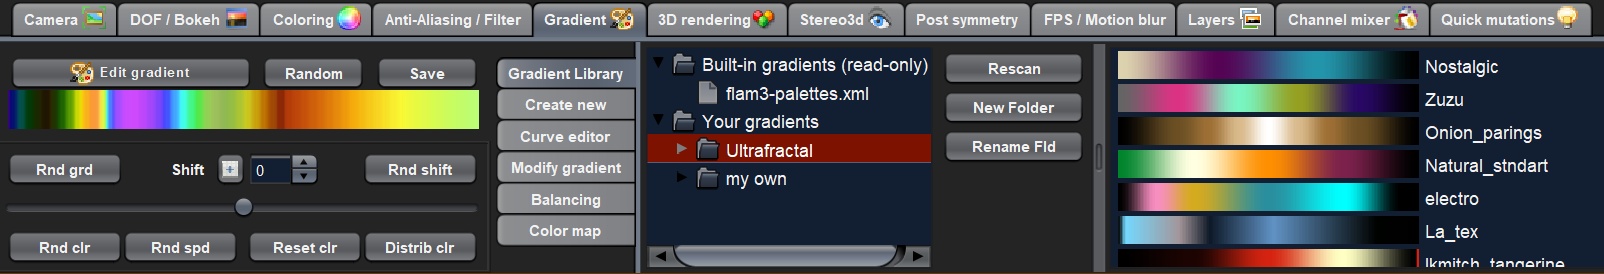 Camera
DOF / Bokeh
Coloring
Anti-Aliasing / Filter
Gradient
3D rendering
Stereo3d
Post symmetry
FPS / Motion blur
Layers
Channel mixer
Quick mutations
Edit gradient
Random
Save
Rnd grd
Shift
0
Rnd shift
Rnd clr
Rnd spd
Reset clr
Distrib clr
Gradient Library
Create new
Curve editor
Modify gradient
Balancing
Color map
Built-in gradients (read-only)
flam3-palettes.xml
Your gradients
Ultrafractal
my own
Rescan
New Folder
Rename Fld
Nostalgic
Zuzu
Onion_parings
Natural_stndart
electro
La_tex
lkmitch_tangerine